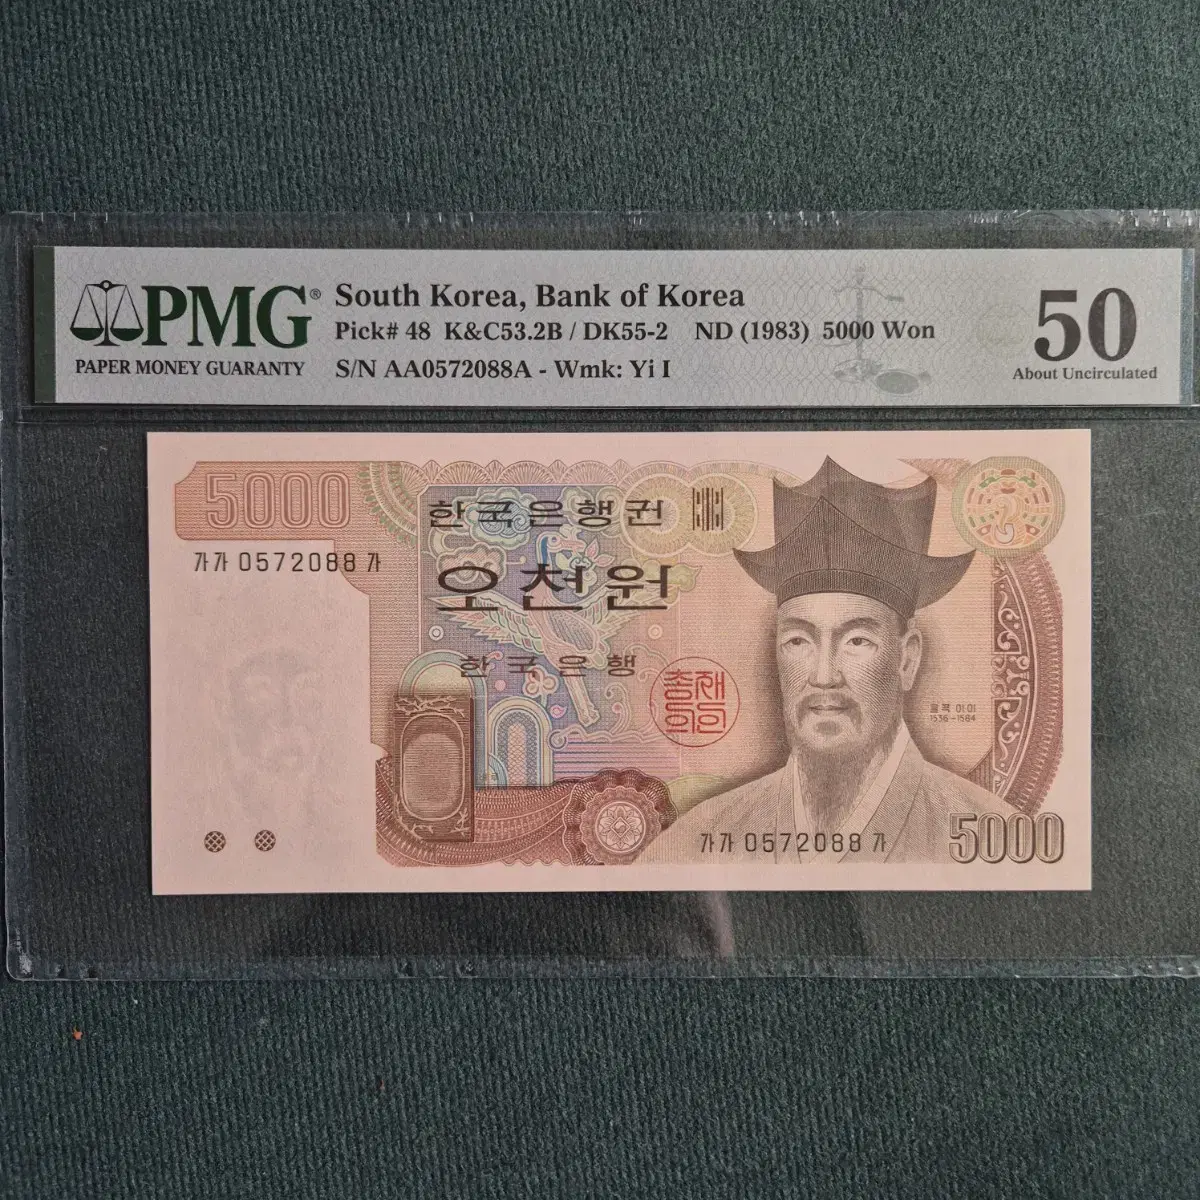 PMG®
PAPER MONEY GUARANTY
South Korea, Bank of Korea
Pick# 48 K&C53.2B / DK55-2 ND (1983) 5000 Won
S/N AA0572088A - Wmk: Yi I
50
About Uncirculated
5000
한국은행권
가가 0572088 가
오천원
한국은행
총재의인
율곡 이이
1536-1584
가가 0572088 가
5000